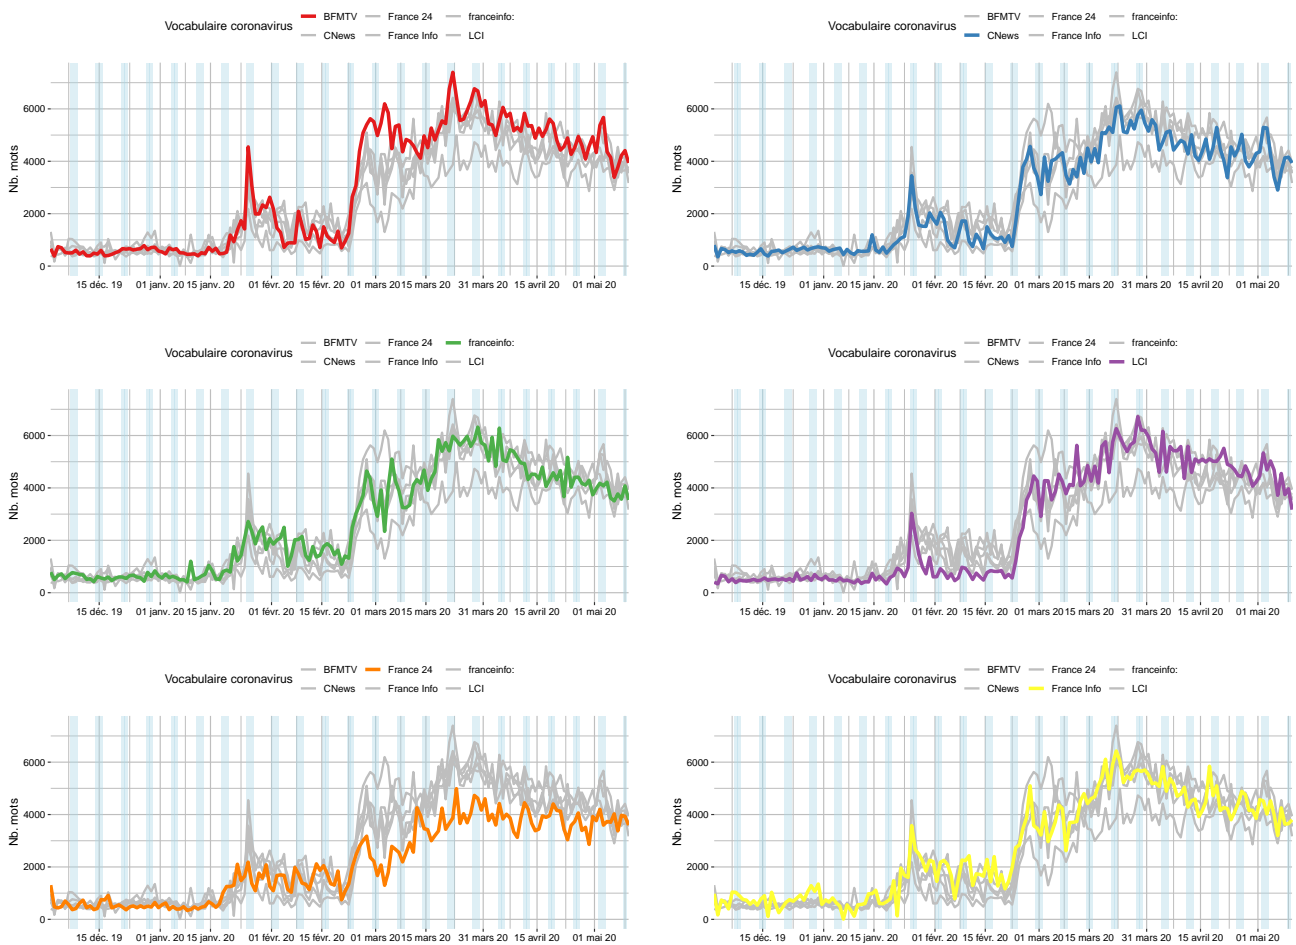 Vocabulaire coronavirus
BFMTV France 24 franceinfo:
CNews France Info LCI
Nb. mots
6000
4000
2000
0
15 déc. 19 01 janv. 20 15 janv. 20 01 févr. 20 15 févr. 20 01 mars 20 15 mars 20 31 mars 20 15 avril 20 01 mai 20
Vocabulaire coronavirus
BFMTV France 24 franceinfo:
CNews France Info LCI
Nb. mots
6000
4000
2000
0
15 déc. 19 01 janv. 20 15 janv. 20 01 févr. 20 15 févr. 20 01 mars 20 15 mars 20 31 mars 20 15 avril 20 01 mai 20
Vocabulaire coronavirus
BFMTV France 24 franceinfo:
CNews France Info LCI
Nb. mots
6000
4000
2000
0
15 déc. 19 01 janv. 20 15 janv. 20 01 févr. 20 15 févr. 20 01 mars 20 15 mars 20 31 mars 20 15 avril 20 01 mai 20
Vocabulaire coronavirus
BFMTV France 24 franceinfo:
CNews France Info LCI
Nb. mots
6000
4000
2000
0
15 déc. 19 01 janv. 20 15 janv. 20 01 févr. 20 15 févr. 20 01 mars 20 15 mars 20 31 mars 20 15 avril 20 01 mai 20
Vocabulaire coronavirus
BFMTV France 24 franceinfo:
CNews France Info LCI
Nb. mots
6000
4000
2000
0
15 déc. 19 01 janv. 20 15 janv. 20 01 févr. 20 15 févr. 20 01 mars 20 15 mars 20 31 mars 20 15 avril 20 01 mai 20
Vocabulaire coronavirus
BFMTV France 24 franceinfo:
CNews France Info LCI
Nb. mots
6000
4000
2000
0
15 déc. 19 01 janv. 20 15 janv. 20 01 févr. 20 15 févr. 20 01 mars 20 15 mars 20 31 mars 20 15 avril 20 01 mai 20